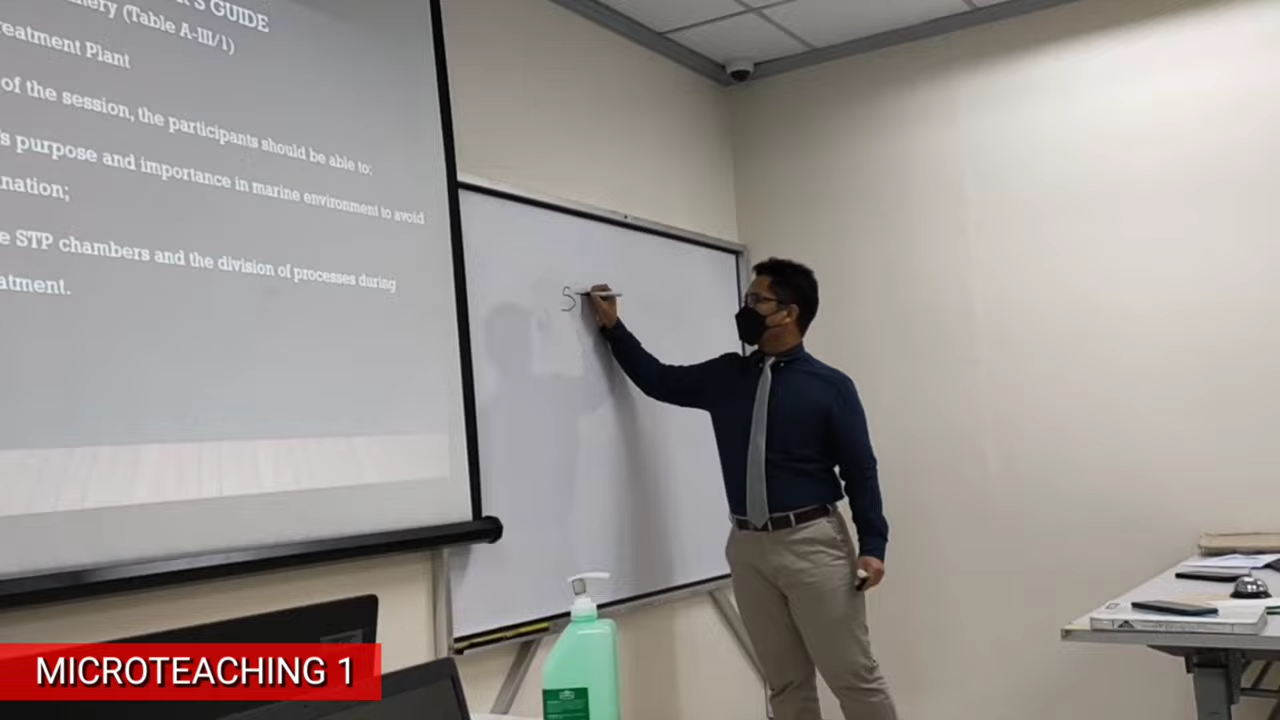 'S GUIDE
nery (Table A-III/1)
reatment Plant
of the session, the participants should be able to:
's purpose and importance in marine environment to avoid
nation;
e STP chambers and the division of processes during
atment.
S
MICROTEACHING 1